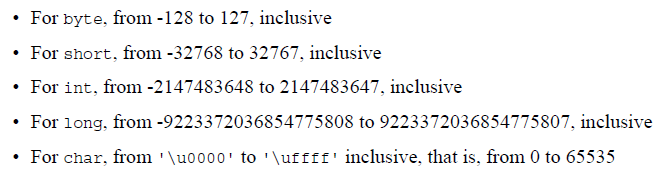 • For byte, from -128 to 127, inclusive
• For short, from -32768 to 32767, inclusive
• For int, from -2147483648 to 2147483647, inclusive
• For long, from -9223372036854775808 to 9223372036854775807, inclusive
• For char, from '\u0000' to '\uffff' inclusive, that is, from 0 to 65535